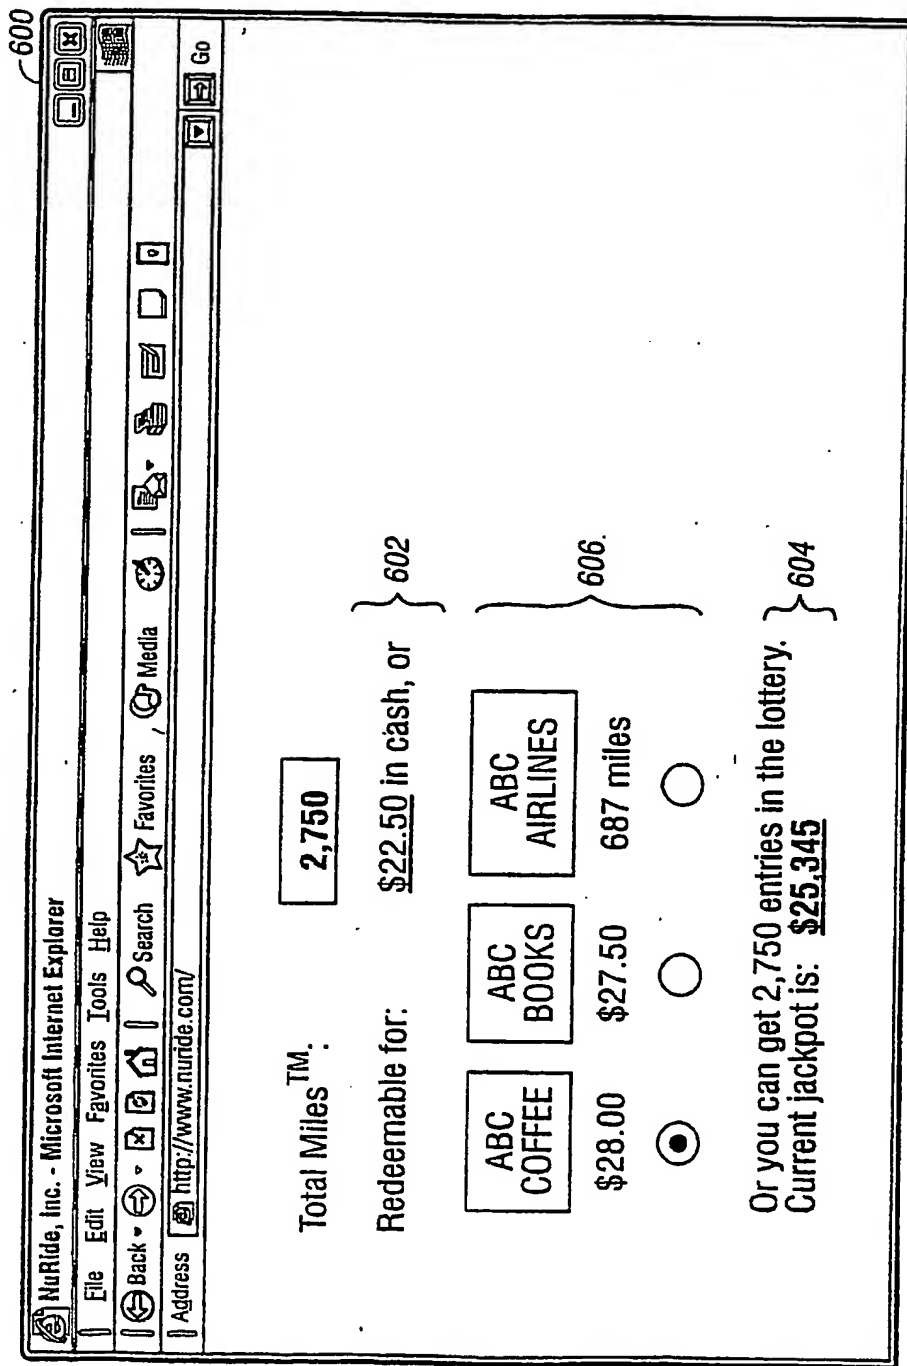 600
NuRide, Inc. - Microsoft Internet Explorer
File Edit View Favorites Tools Help
Back Search Favorites Media
Address http://www.nuride.com/ Go
Total Miles™: 2,750
Redeemable for: $22.50 in cash, or 602
ABC COFFEE ABC BOOKS ABC AIRLINES
$28.00 $27.50 687 miles
606
Or you can get 2,750 entries in the lottery.
Current jackpot is: $25,345
604